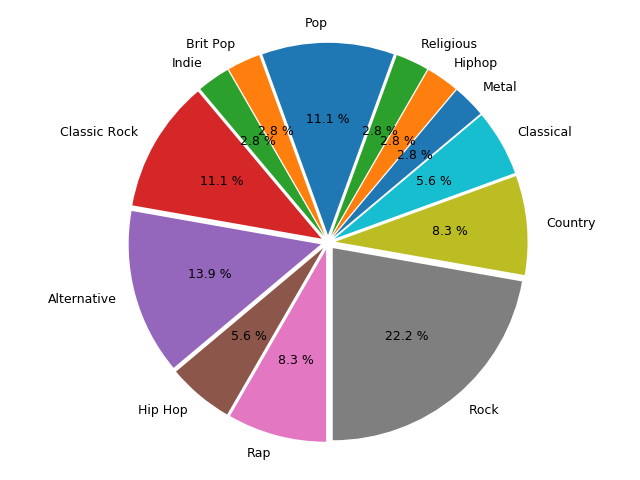 Pop
Brit Pop
Religious
Indie
Hiphop
Metal
11.1 %
Classic Rock
2.8 %
2.8 %
Classical
2.8 %
2.8 %
2.8 %
11.1 %
5.6 %
Country
8.3 %
13.9 %
Alternative
5.6 %
22.2 %
8.3 %
Hip Hop
Rock
Rap